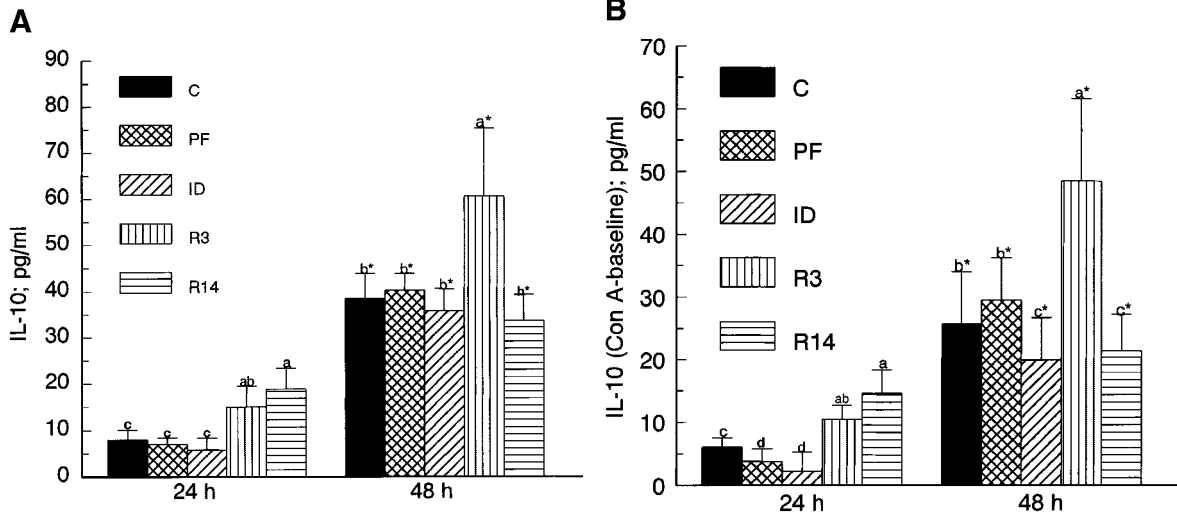 A
IL-10; pg/ml
90
80
70
60
50
40
30
20
10
0
C
PF
ID
R3
R14
c
c
c
ab
a
b*
b*
b*
a*
b*
24 h
48 h
B
IL-10 (Con A-baseline); pg/ml
70
60
50
40
30
20
10
0
C
PF
ID
R3
R14
c
d
d
ab
a
b*
b*
c*
a*
c*
24 h
48 h